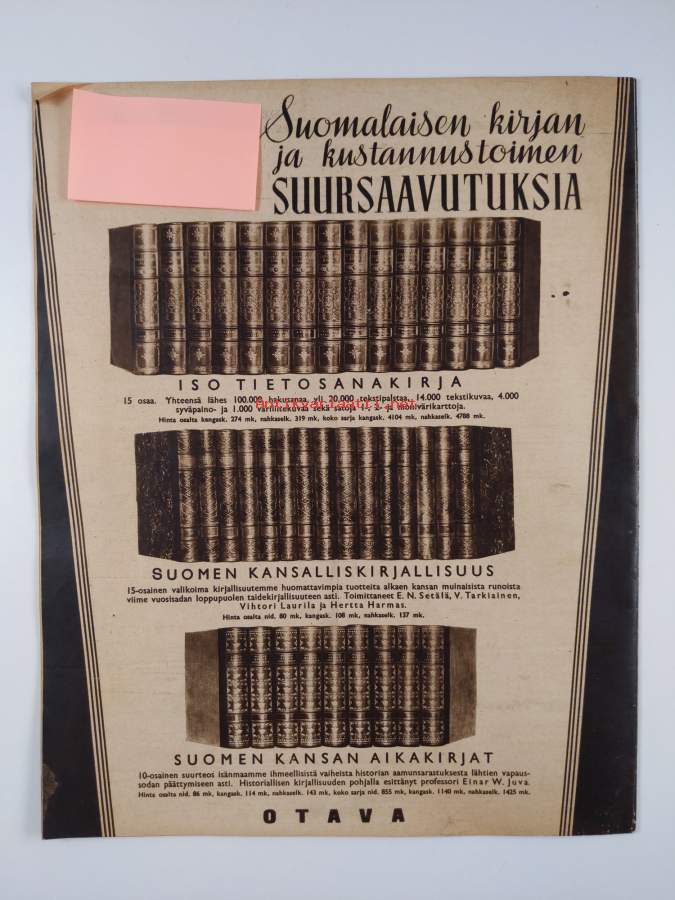 Suomalaisen kirjan
ja kustannustoimen
SUURSAAVUTUKSIA
ISO TIETOSANAKIRJA
15 osaa. Yhteensä lähes 100.000 hakusanaa, yli 20.000 tekstipalstaa, 14.000 tekstikuvaa, 4.000
syväpaino- ja 1.000 väriliitekuvaa sekä satoja 1-, 2- ja monivärikarttoja.
Hinta osalta kangask. 274 mk, nahkaselk. 319 mk, koko sarja kangask. 4104 mk, nahkaselk. 4788 mk.
SUOMEN KANSALLISKIRJALLISUUS
15-osainen valikoima kirjallisuutemme huomattavimpia tuotteita alkaen kansan muinaisista runoista
viime vuosisadan loppupuolen taidekirjallisuuteen asti. Toimittaneet E. N. Setälä, V. Tarkiainen,
Vihtori Laurila ja Hertta Harmas.
Hinta osalta nid. 80 mk, kangask. 108 mk, nahkaselk. 137 mk.
SUOMEN KANSAN AIKAKIRJAT
10-osainen suurteos isänmaamme ihmeellisistä vaiheista historian aamunsarastuksesta lähtien vapaus-
sodan päättymiseen asti. Historiallisen kirjallisuuden pohjalla esittänyt professori Einar W. Juva.
Hinta osalta nid. 86 mk, kangask. 114 mk, nahkaselk. 143 mk, koko sarja nid. 855 mk, kangask. 1140 mk, nahkaselk. 1425 mk.
OTAVA